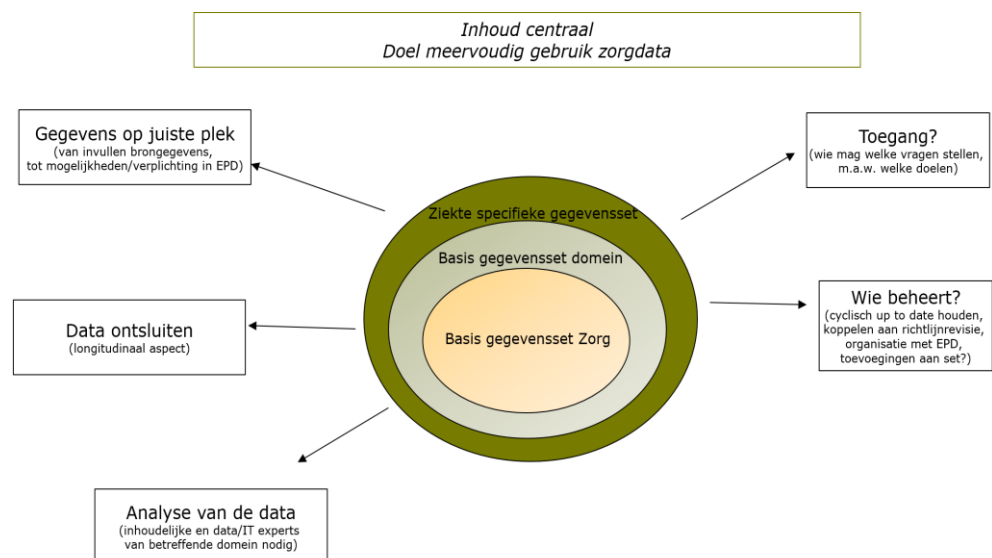 Inhoud centraal
Doel meervoudig gebruik zorgdata
Gegevens op juiste plek
(van invullen brongegevens,
tot mogelijkheden/verplichting in EPD)
Toegang?
(wie mag welke vragen stellen,
m.a.w. welke doelen)
Ziekte specifieke gegevensset
Basis gegevensset domein
Basis gegevensset Zorg
Data ontsluiten
(longitudinaal aspect)
Wie beheert?
(cyclisch up to date houden,
koppelen aan richtlijnrevisie,
organisatie met EPD,
toevoegingen aan set?)
Analyse van de data
(inhoudelijke en data/IT experts
van betreffende domein nodig)